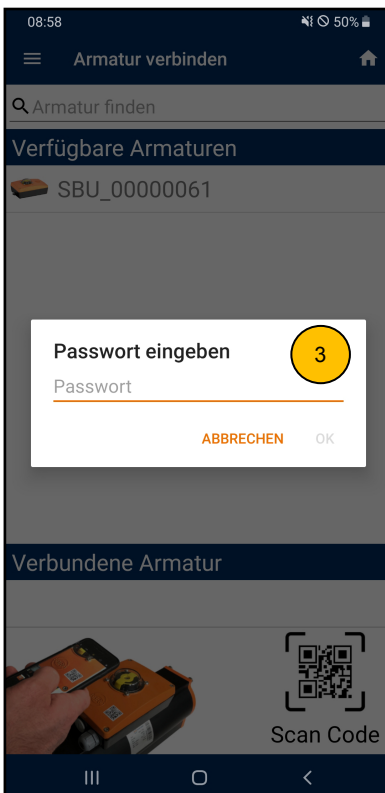 08:58 50%
Armatur verbinden
Armatur finden
Verfügbare Armaturen
SBU_00000061
Passwort eingeben
3
Passwort
ABBRECHEN OK
Verbundene Armatur
Scan Code